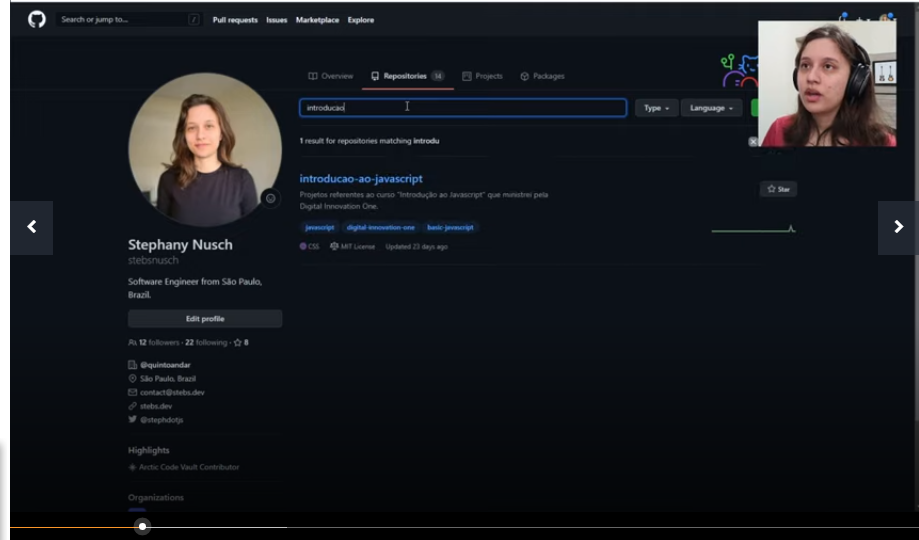 Search or jump to... /
Pull requests Issues Marketplace Explore
Overview Repositories 14 Projects Packages
introducao
Type Language
1 result for repositories matching introdu
introducao-ao-javascript
Star
Projetos referentes ao curso "Introdução ao Javascript" que ministrei pela
Digital Innovation One.
javascript digital-innovation-one basic-javascript
CSS MIT License Updated 23 days ago
Stephany Nusch
stebsnusch
Software Engineer from São Paulo,
Brazil.
Edit profile
12 followers · 22 following · 8
@quintoandar
São Paulo, Brazil
contact@stebs.dev
stebs.dev
@stephdotjs
Highlights
Arctic Code Vault Contributor
Organizations